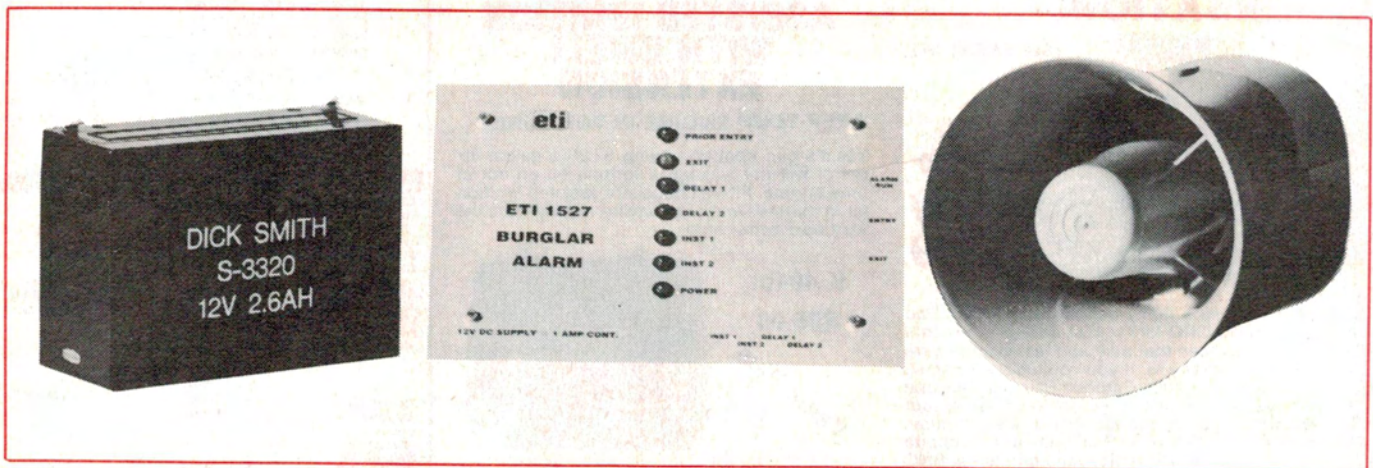 DICK SMITH
S-3320
12V 2.6AH
eti
ETI 1527
BURGLAR
ALARM
PRIOR ENTRY
EXIT
DELAY 1
DELAY 2
INST 1
INST 2
POWER
ALARM
RUN
ENTRY
EXIT
12V DC SUPPLY - 1 AMP CONT.
INST 1 DELAY 1
INST 2 DELAY 2